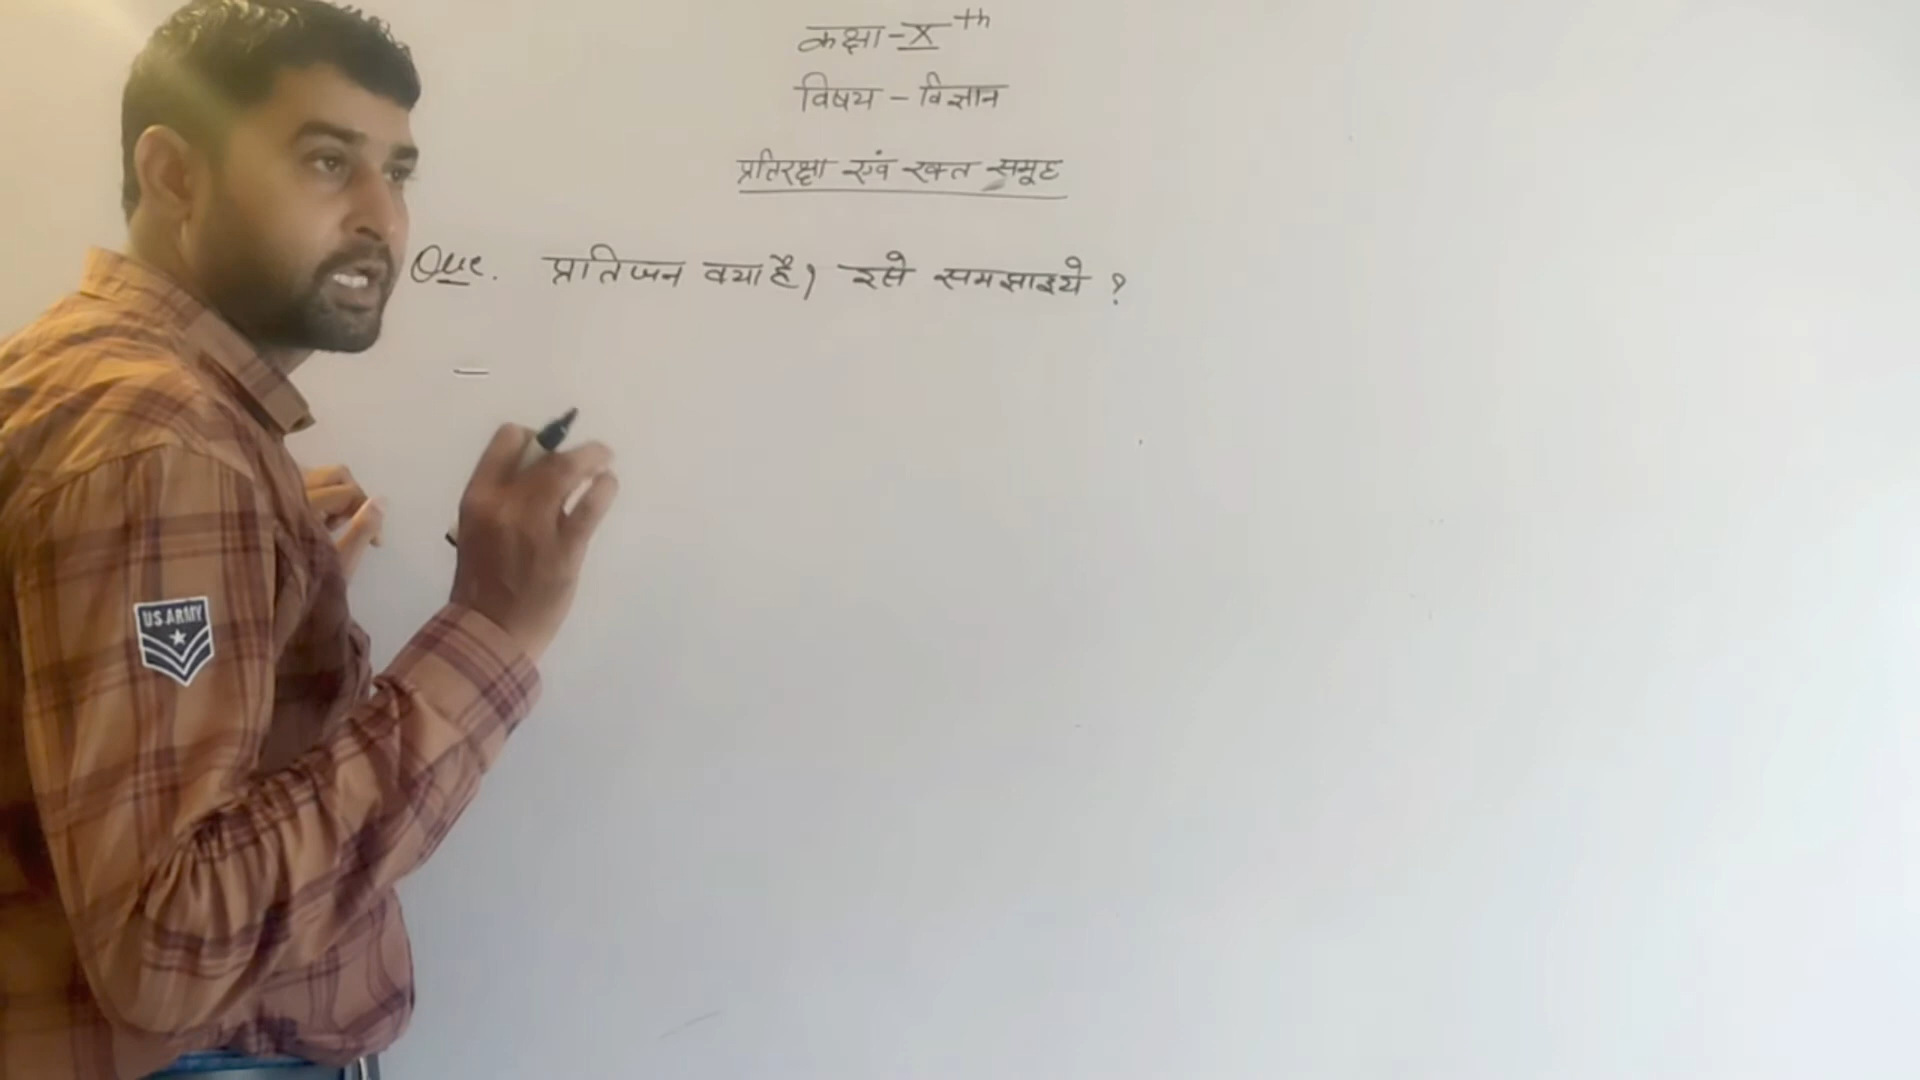 कक्षा - X th
विषय - विज्ञान
प्रतिरक्षा एवं रक्त समूह
Que. प्रतिजन क्या है, इसे समझाइये ?
US ARMY